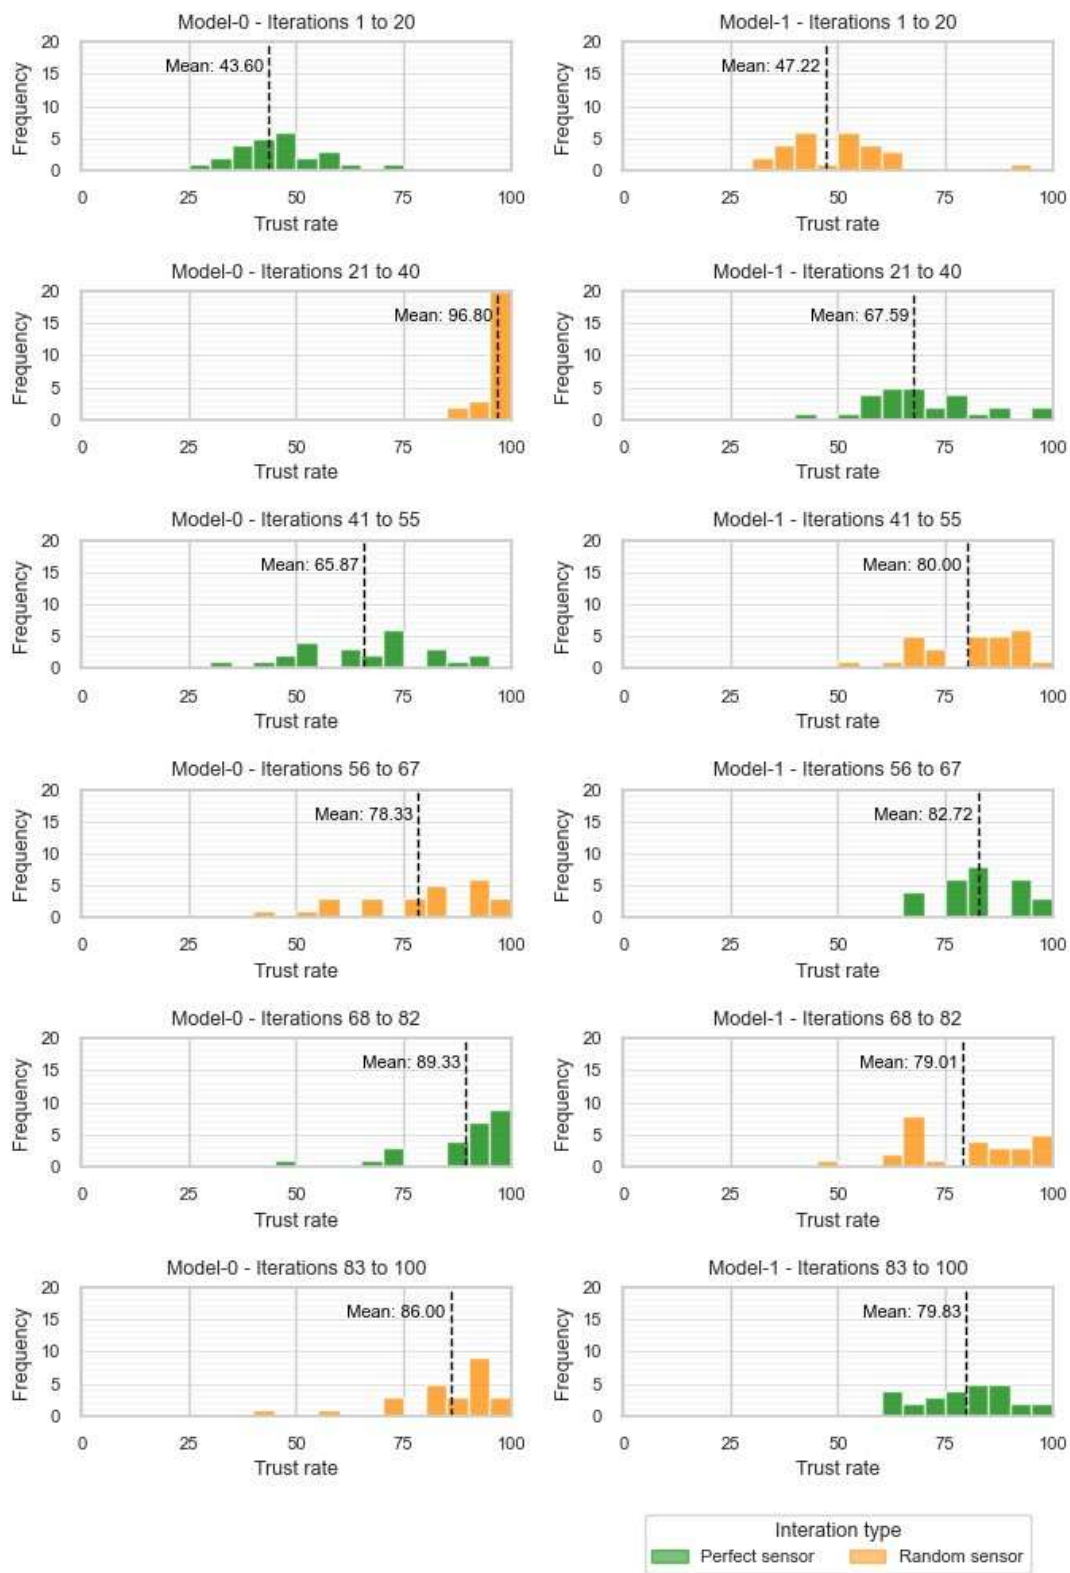 Model-0 - Iterations 1 to 20
Frequency
20
15
10
5
0
Mean: 43.60
0 25 50 75 100
Trust rate
Model-1 - Iterations 1 to 20
Frequency
20
15
10
5
0
Mean: 47.22
0 25 50 75 100
Trust rate
Model-0 - Iterations 21 to 40
Frequency
20
15
10
5
0
Mean: 96.80
0 25 50 75 100
Trust rate
Model-1 - Iterations 21 to 40
Frequency
20
15
10
5
0
Mean: 67.59
0 25 50 75 100
Trust rate
Model-0 - Iterations 41 to 55
Frequency
20
15
10
5
0
Mean: 65.87
0 25 50 75 100
Trust rate
Model-1 - Iterations 41 to 55
Frequency
20
15
10
5
0
Mean: 80.00
0 25 50 75 100
Trust rate
Model-0 - Iterations 56 to 67
Frequency
20
15
10
5
0
Mean: 78.33
0 25 50 75 100
Trust rate
Model-1 - Iterations 56 to 67
Frequency
20
15
10
5
0
Mean: 82.72
0 25 50 75 100
Trust rate
Model-0 - Iterations 68 to 82
Frequency
20
15
10
5
0
Mean: 89.33
0 25 50 75 100
Trust rate
Model-1 - Iterations 68 to 82
Frequency
20
15
10
5
0
Mean: 79.01
0 25 50 75 100
Trust rate
Model-0 - Iterations 83 to 100
Frequency
20
15
10
5
0
Mean: 86.00
0 25 50 75 100
Trust rate
Model-1 - Iterations 83 to 100
Frequency
20
15
10
5
0
Mean: 79.83
0 25 50 75 100
Trust rate
Interation type
Perfect sensor Random sensor